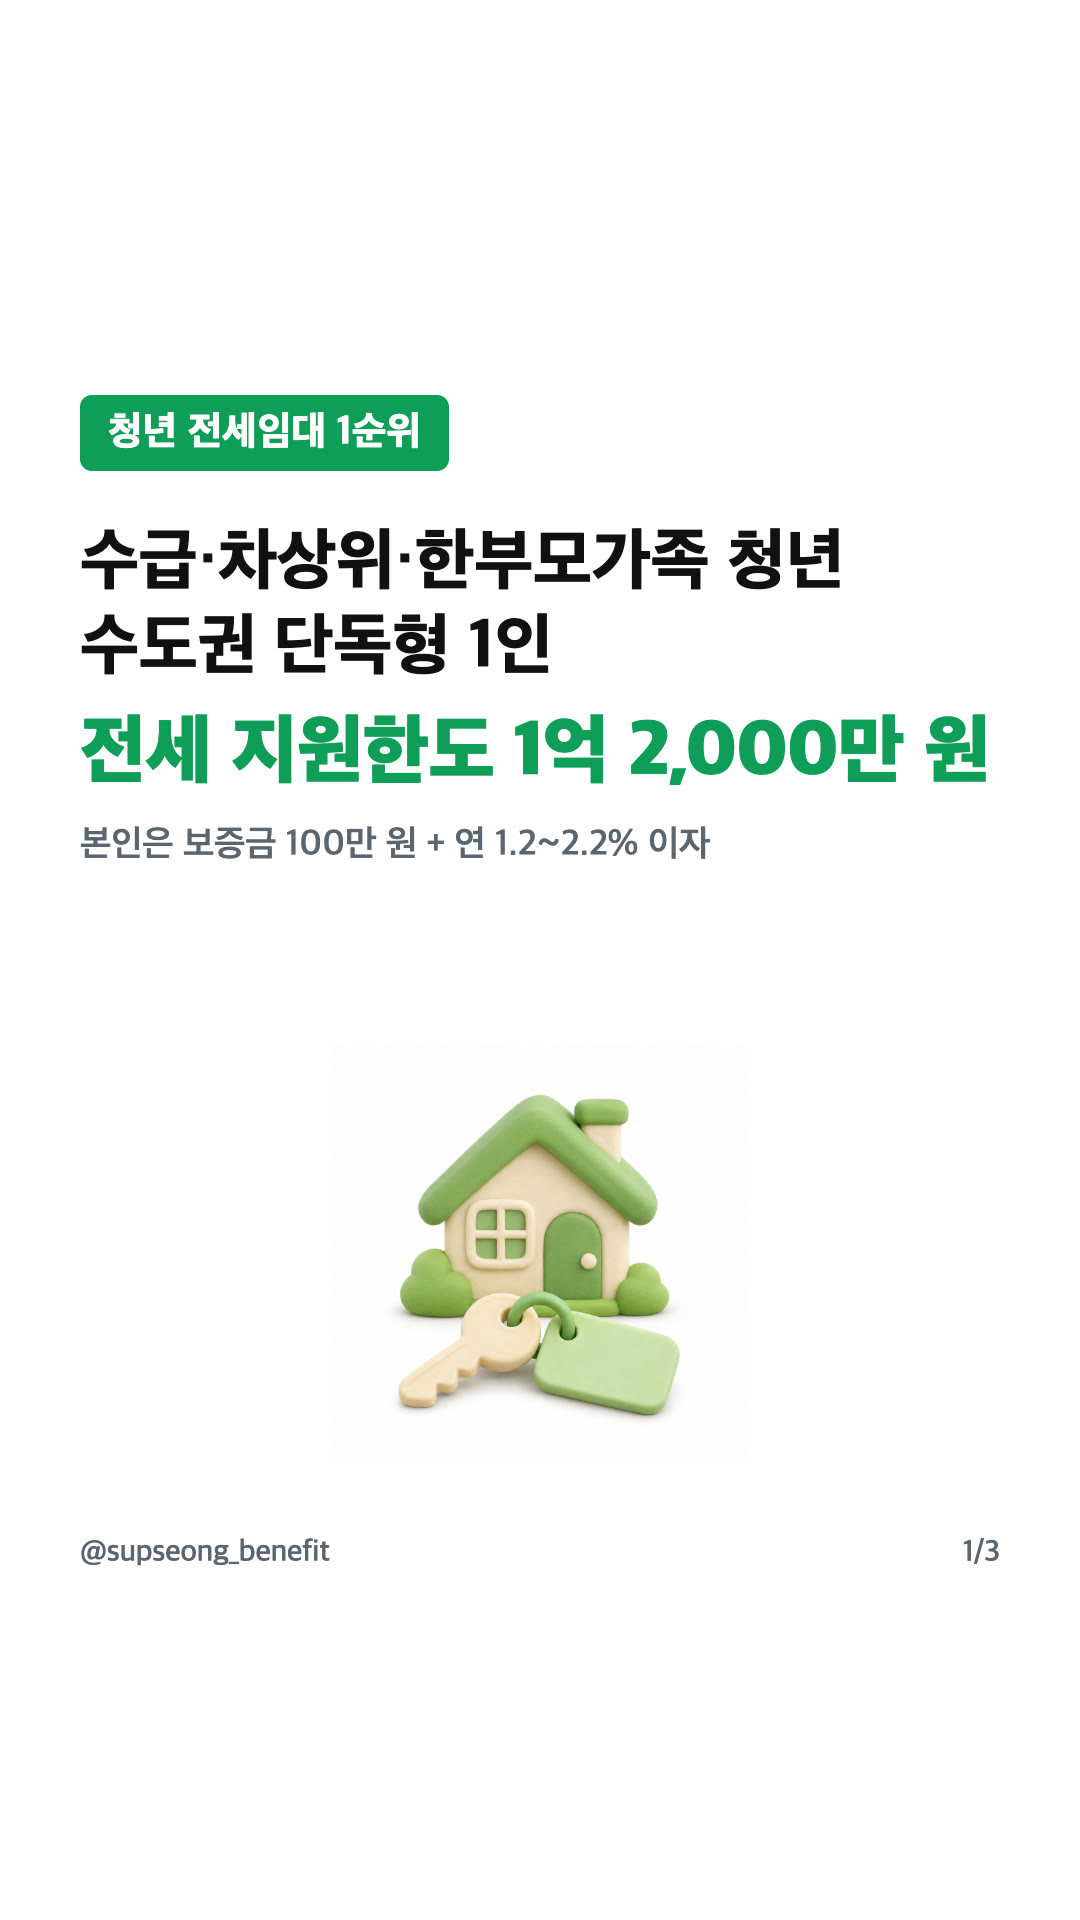 청년 전세임대 1순위
수급·차상위·한부모가족 청년
수도권 단독형 1인
전세 지원한도 1억 2,000만 원
본인은 보증금 100만 원 + 연 1.2~2.2% 이자
@supseong_benefit
1/3